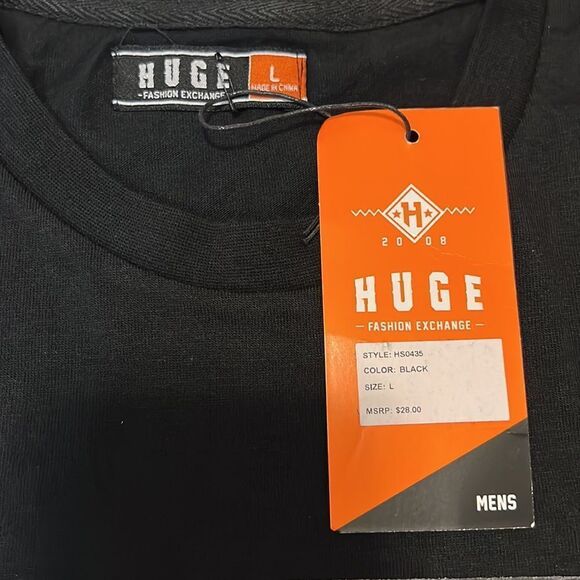 HUGE
-FASHION EXCHANGE-
L
MADE IN CHINA
H
2008
HUGE
— FASHION EXCHANGE —
STYLE: HS0435
COLOR: BLACK
SIZE: L
MSRP: $28.00
MENS